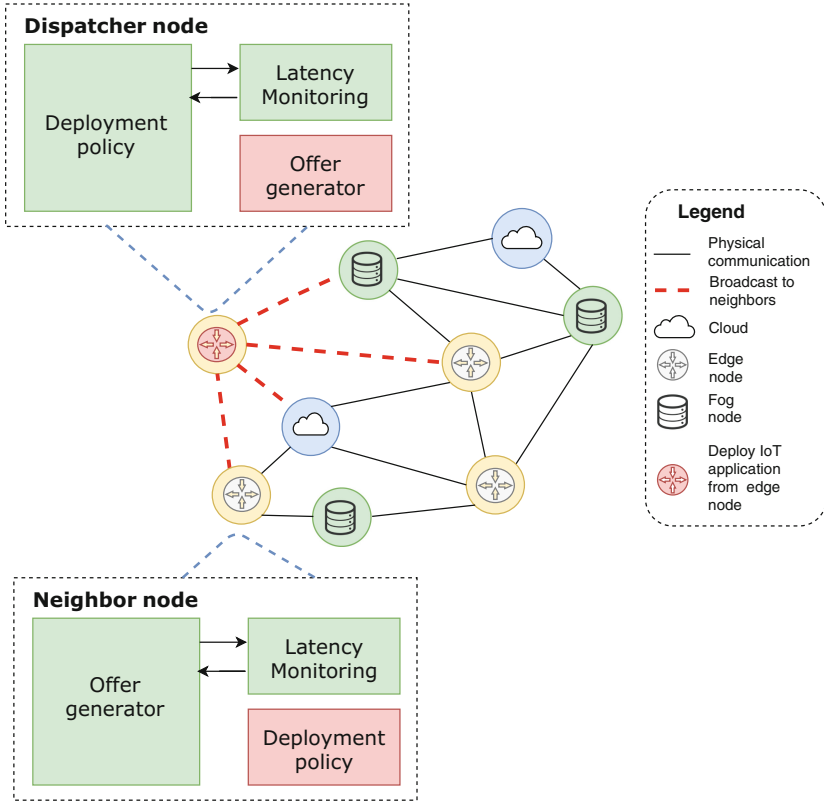 Dispatcher node
Deployment
policy
Latency
Monitoring
Offer
generator
Legend
Physical
communication
Broadcast to
neighbors
Cloud
Edge
node
Fog
node
Deploy IoT
application
from edge
node
Neighbor node
Offer
generator
Latency
Monitoring
Deployment
policy